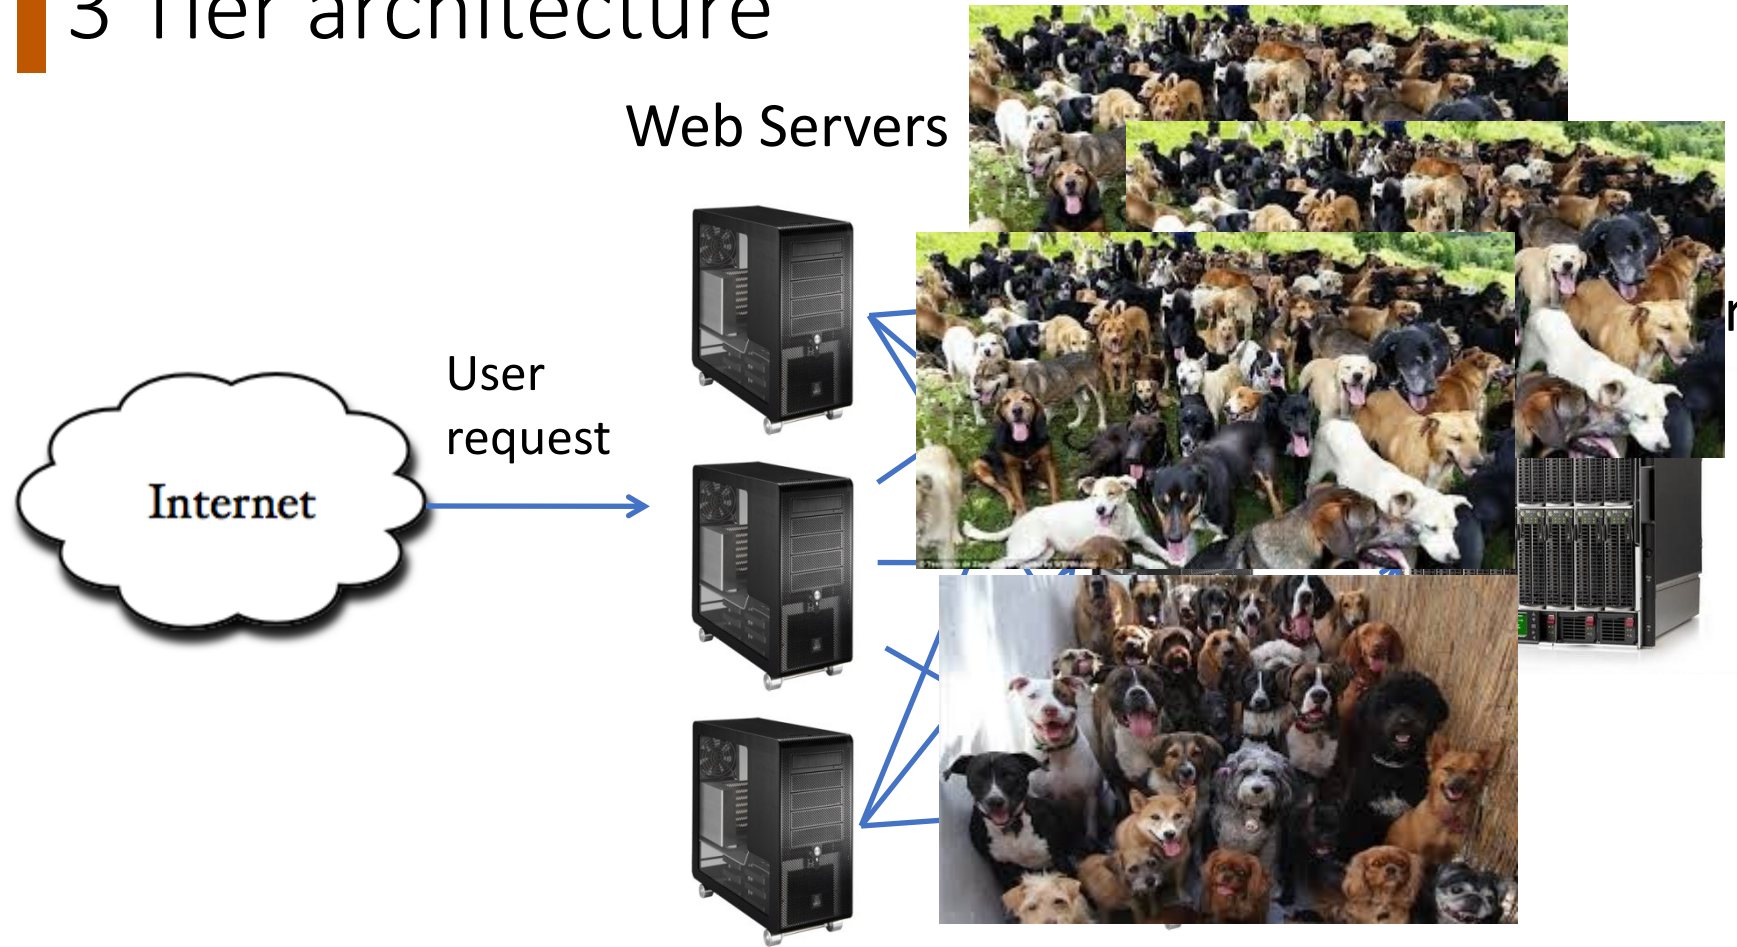 3 Tier architecture
Web Servers
User
request
Internet